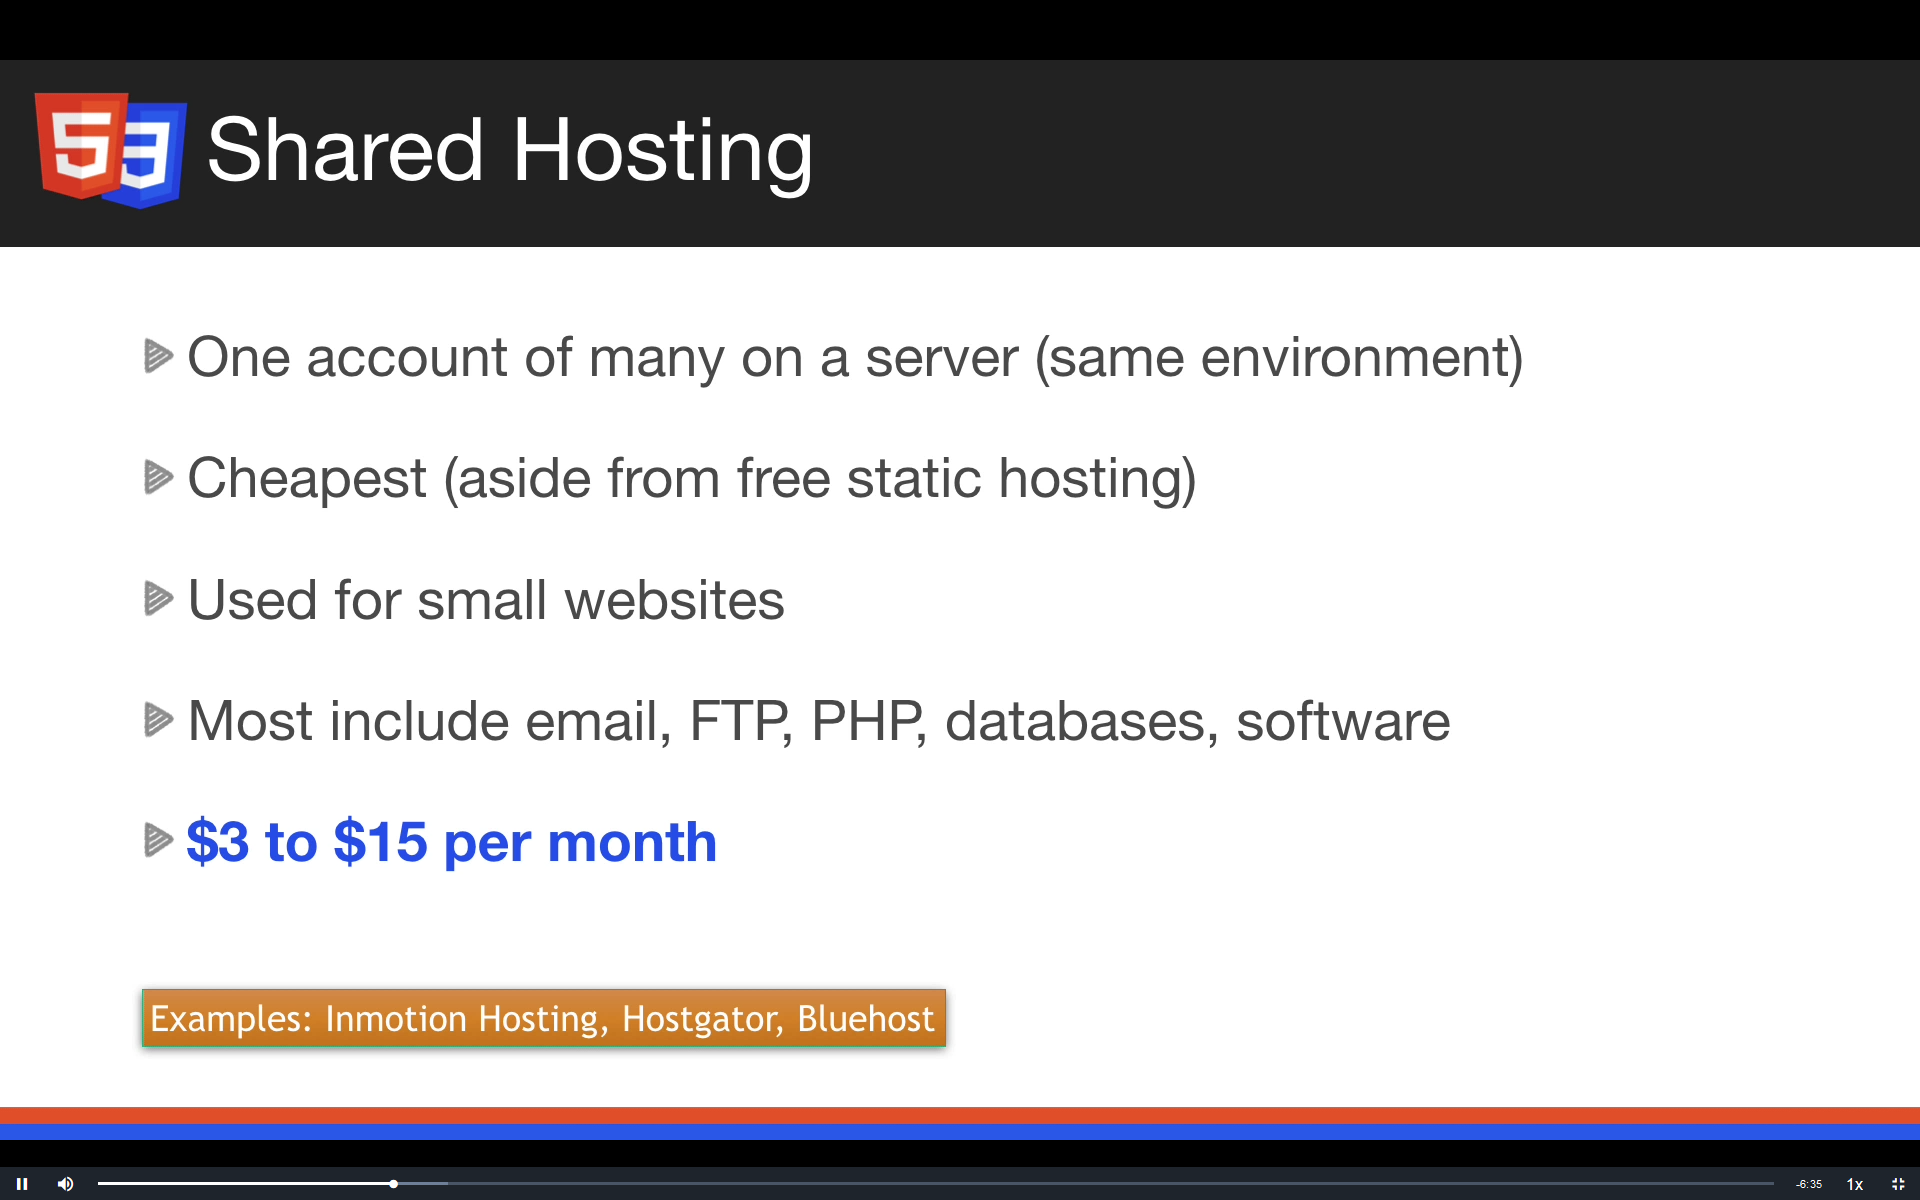 53
Shared Hosting
One account of many on a server (same environment)
Cheapest (aside from free static hosting)
Used for small websites
Most include email, FTP, PHP, databases, software
$3 to $15 per month
Examples: Inmotion Hosting, Hostgator, Bluehost
-6:35 1x